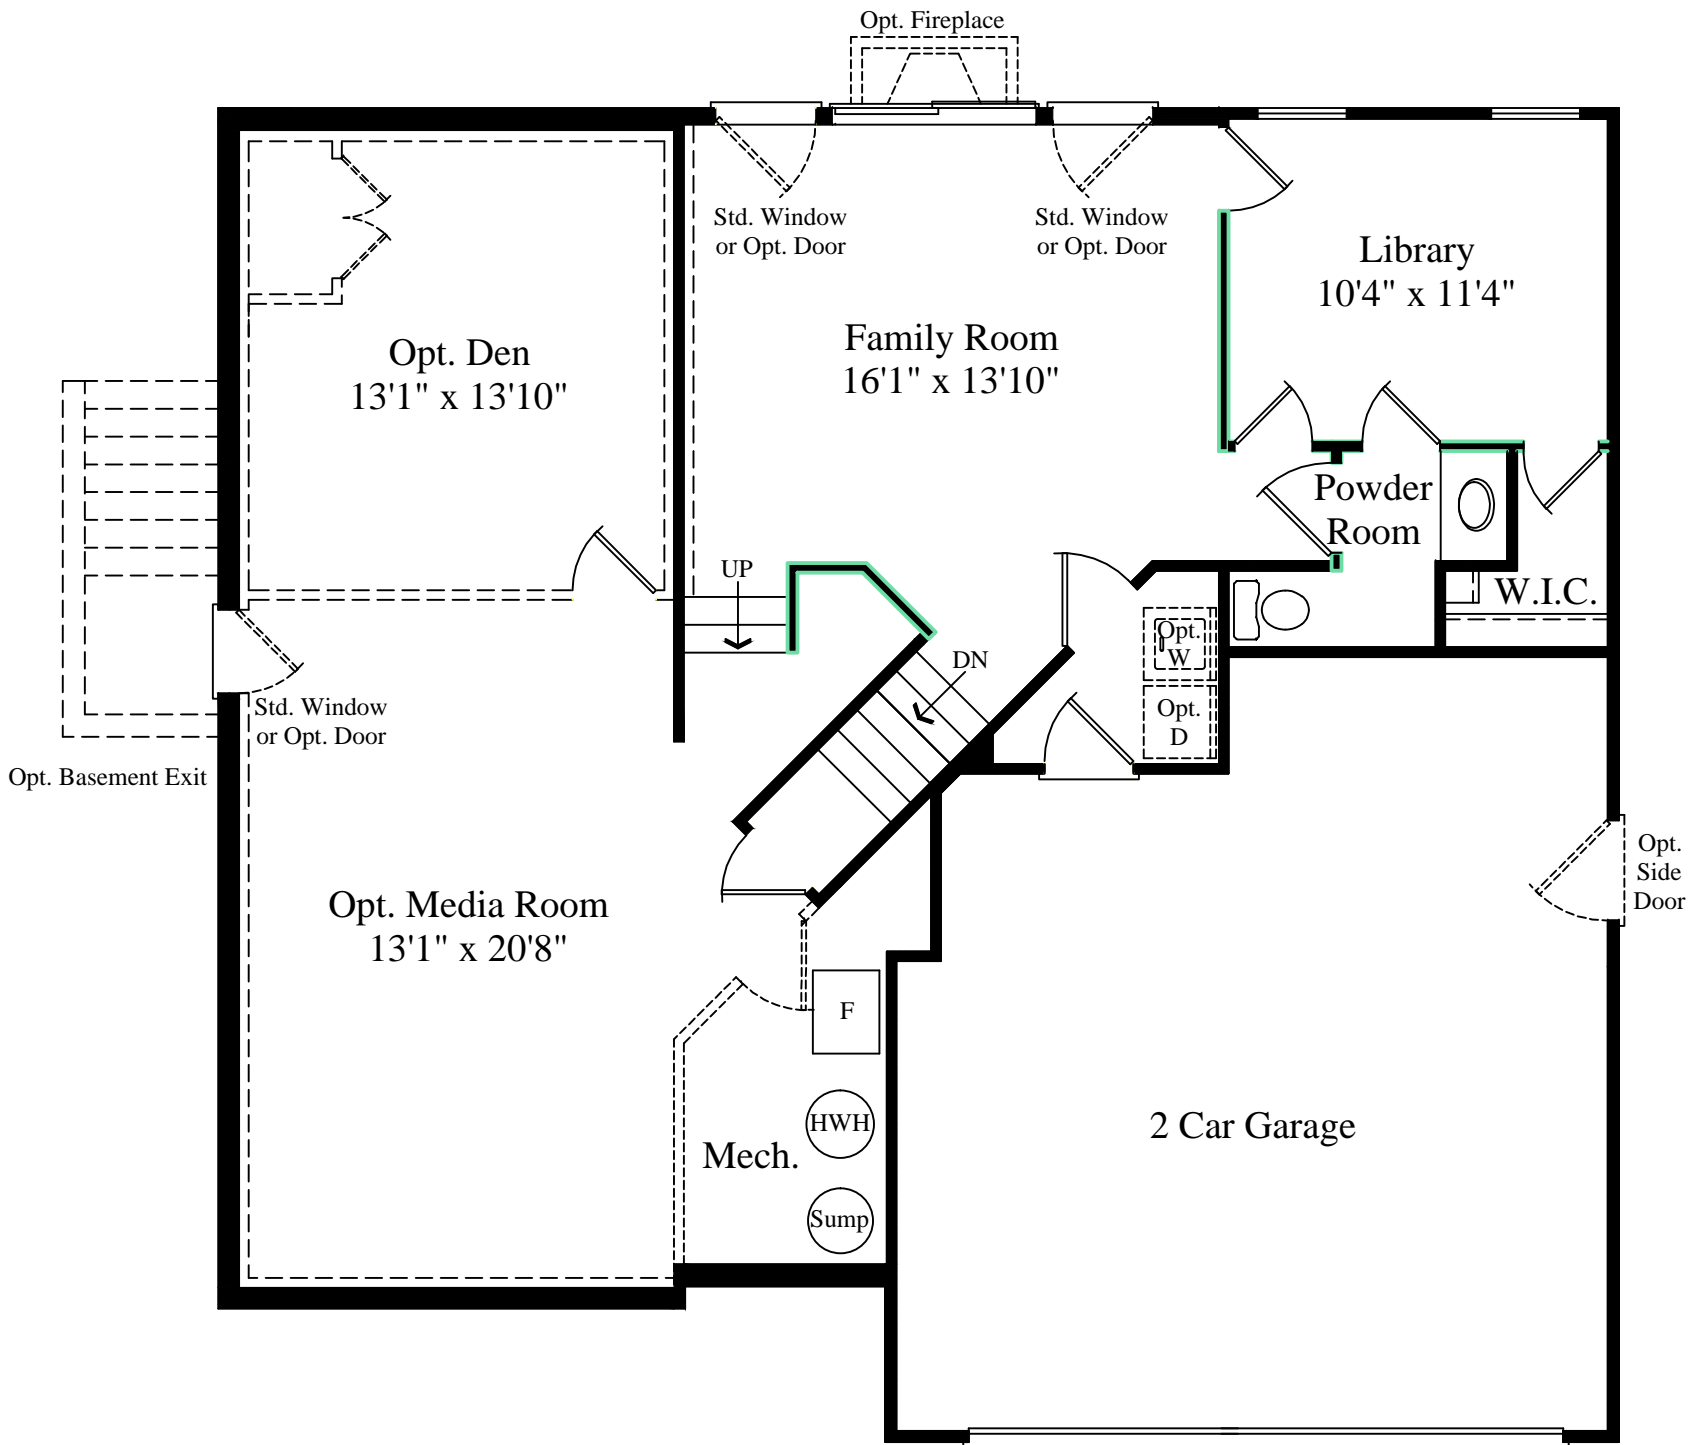 Opt. Fireplace
Std. Window
or Opt. Door
Std. Window
or Opt. Door
Library
10'4" x 11'4"
Family Room
16'1" x 13'10"
Opt. Den
13'1" x 13'10"
Powder
Room
UP
W.I.C.
Opt.
W
DN
Opt.
D
Std. Window
or Opt. Door
Opt. Basement Exit
Opt.
Side
Door
Opt. Media Room
13'1" x 20'8"
F
HWH
2 Car Garage
Mech.
Sump